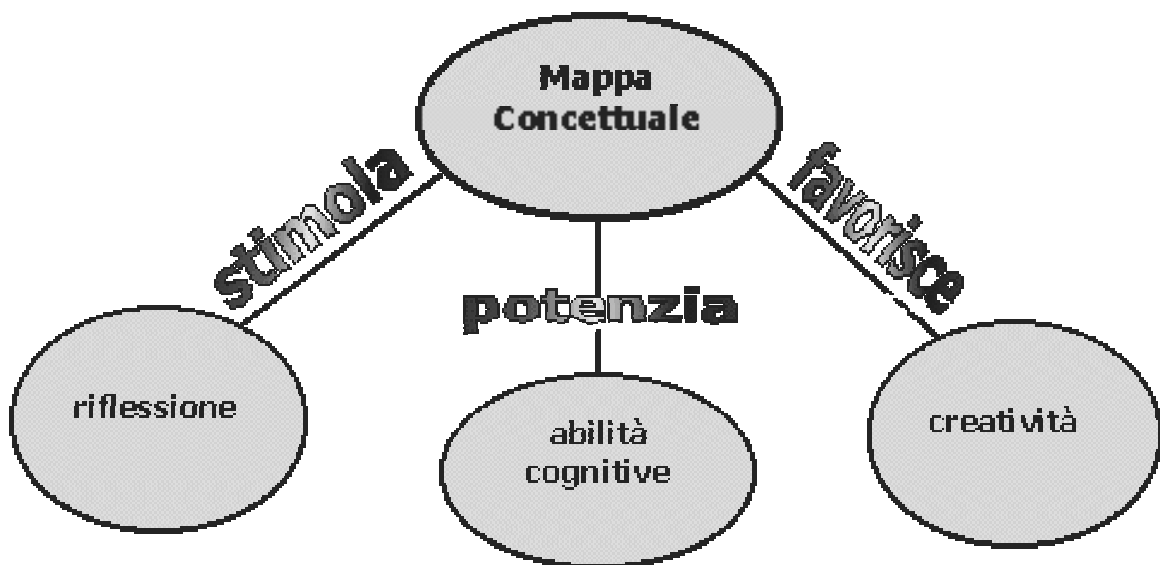 Mappa
Concettuale
stimola
potenzia
favorisce
riflessione
abilità
cognitive
creatività